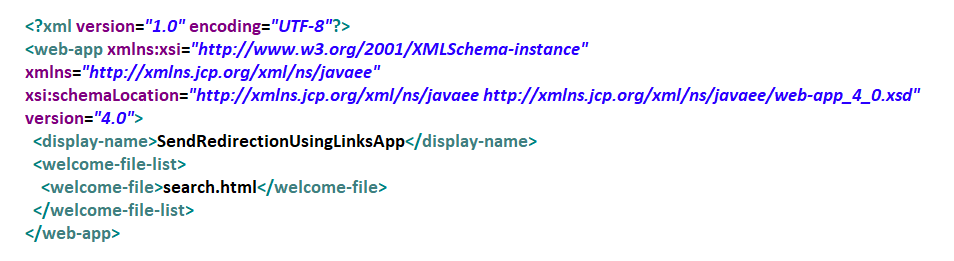 <?xml version="1.0" encoding="UTF-8"?>
<web-app xmlns:xsi="http://www.w3.org/2001/XMLSchema-instance"
xmlns="http://xmlns.jcp.org/xml/ns/javaee"
xsi:schemaLocation="http://xmlns.jcp.org/xml/ns/javaee http://xmlns.jcp.org/xml/ns/javaee/web-app_4_0.xsd"
version="4.0">
  <display-name>SendRedirectionUsingLinksApp</display-name>
  <welcome-file-list>
    <welcome-file>search.html</welcome-file>
  </welcome-file-list>
</web-app>